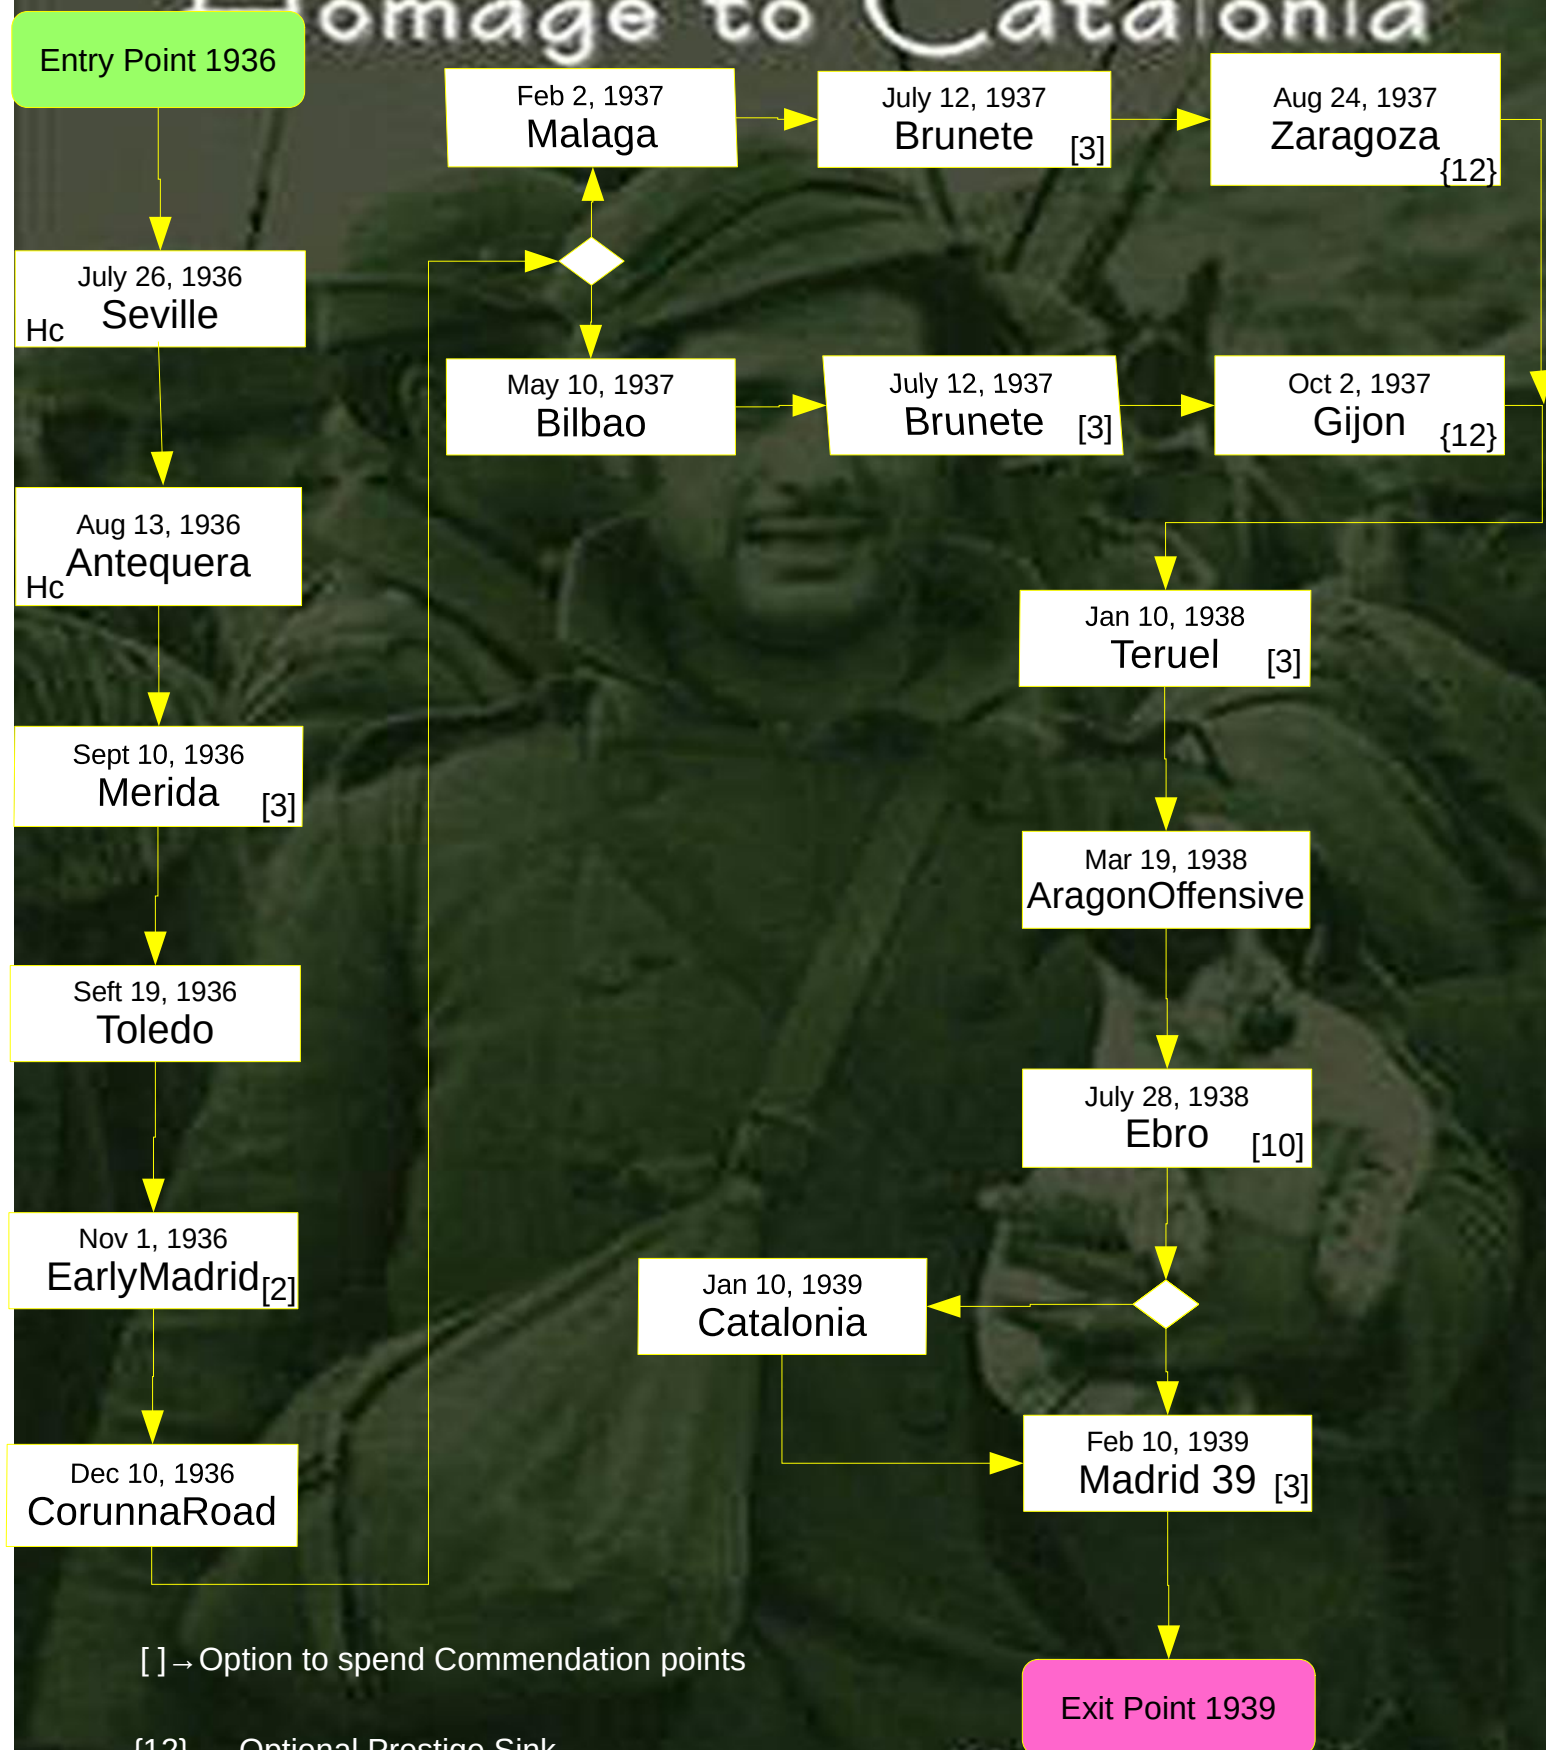 Homage to Catalonia
Entry Point 1936
July 26, 1936
Seville
Hc
Aug 13, 1936
Antequera
Hc
Sept 10, 1936
Merida
[3]
Seft 19, 1936
Toledo
Nov 1, 1936
EarlyMadrid
[2]
Dec 10, 1936
CorunnaRoad
Feb 2, 1937
Malaga
July 12, 1937
Brunete
[3]
Aug 24, 1937
Zaragoza
{12}
May 10, 1937
Bilbao
July 12, 1937
Brunete
[3]
Oct 2, 1937
Gijon
{12}
Jan 10, 1938
Teruel
[3]
Mar 19, 1938
AragonOffensive
July 28, 1938
Ebro
[10]
Jan 10, 1939
Catalonia
Feb 10, 1939
Madrid 39
[3]
Exit Point 1939
[ ]→Option to spend Commendation points
{12} Optional Prestige Sink